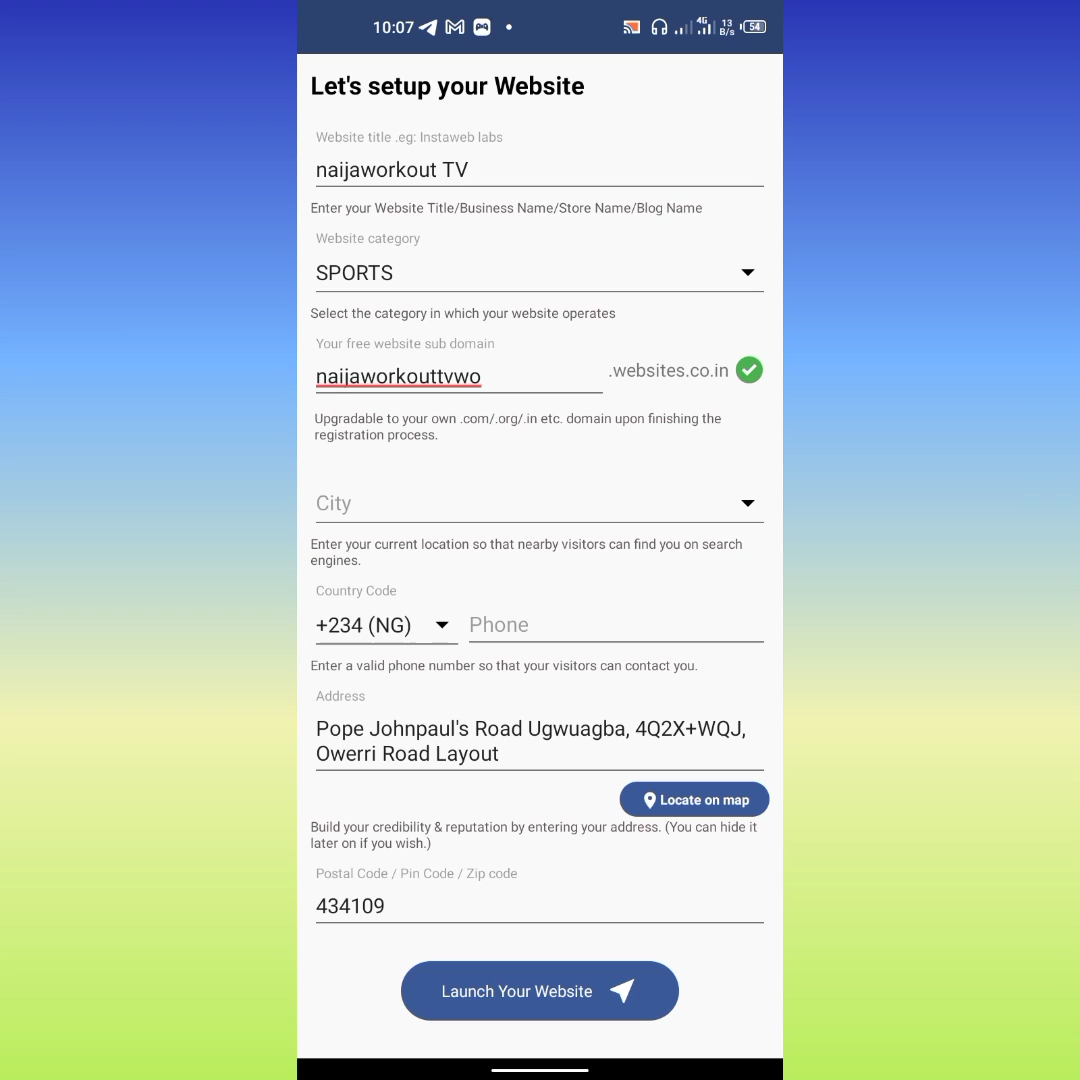 10:07 4G 13 B/s 54
Let's setup your Website
Website title .eg: Instaweb labs
naijaworkout TV
Enter your Website Title/Business Name/Store Name/Blog Name
Website category
SPORTS
Select the category in which your website operates
Your free website sub domain
naijaworkouttvwo .websites.co.in
Upgradable to your own .com/.org/.in etc. domain upon finishing the
registration process.
City
Enter your current location so that nearby visitors can find you on search
engines.
Country Code
+234 (NG) Phone
Enter a valid phone number so that your visitors can contact you.
Address
Pope Johnpaul's Road Ugwuagba, 4Q2X+WQJ,
Owerri Road Layout
Locate on map
Build your credibility & reputation by entering your address. (You can hide it
later on if you wish.)
Postal Code / Pin Code / Zip code
434109
Launch Your Website